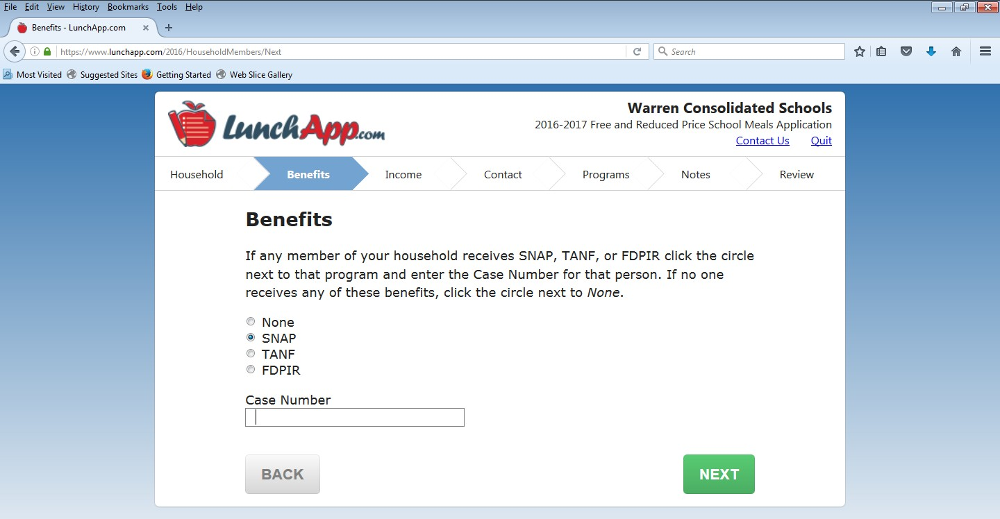 File Edit View History Bookmarks Tools Help
Benefits - LunchApp.com
https://www.lunchapp.com/2016/HouseholdMembers/Next
Search
Most Visited Suggested Sites Getting Started Web Slice Gallery
LunchApp.com
Warren Consolidated Schools
2016-2017 Free and Reduced Price School Meals Application
Contact Us Quit
Household Benefits Income Contact Programs Notes Review
Benefits
If any member of your household receives SNAP, TANF, or FDPIR click the circle
next to that program and enter the Case Number for that person. If no one
receives any of these benefits, click the circle next to None.
None
SNAP
TANF
FDPIR
Case Number
BACK NEXT